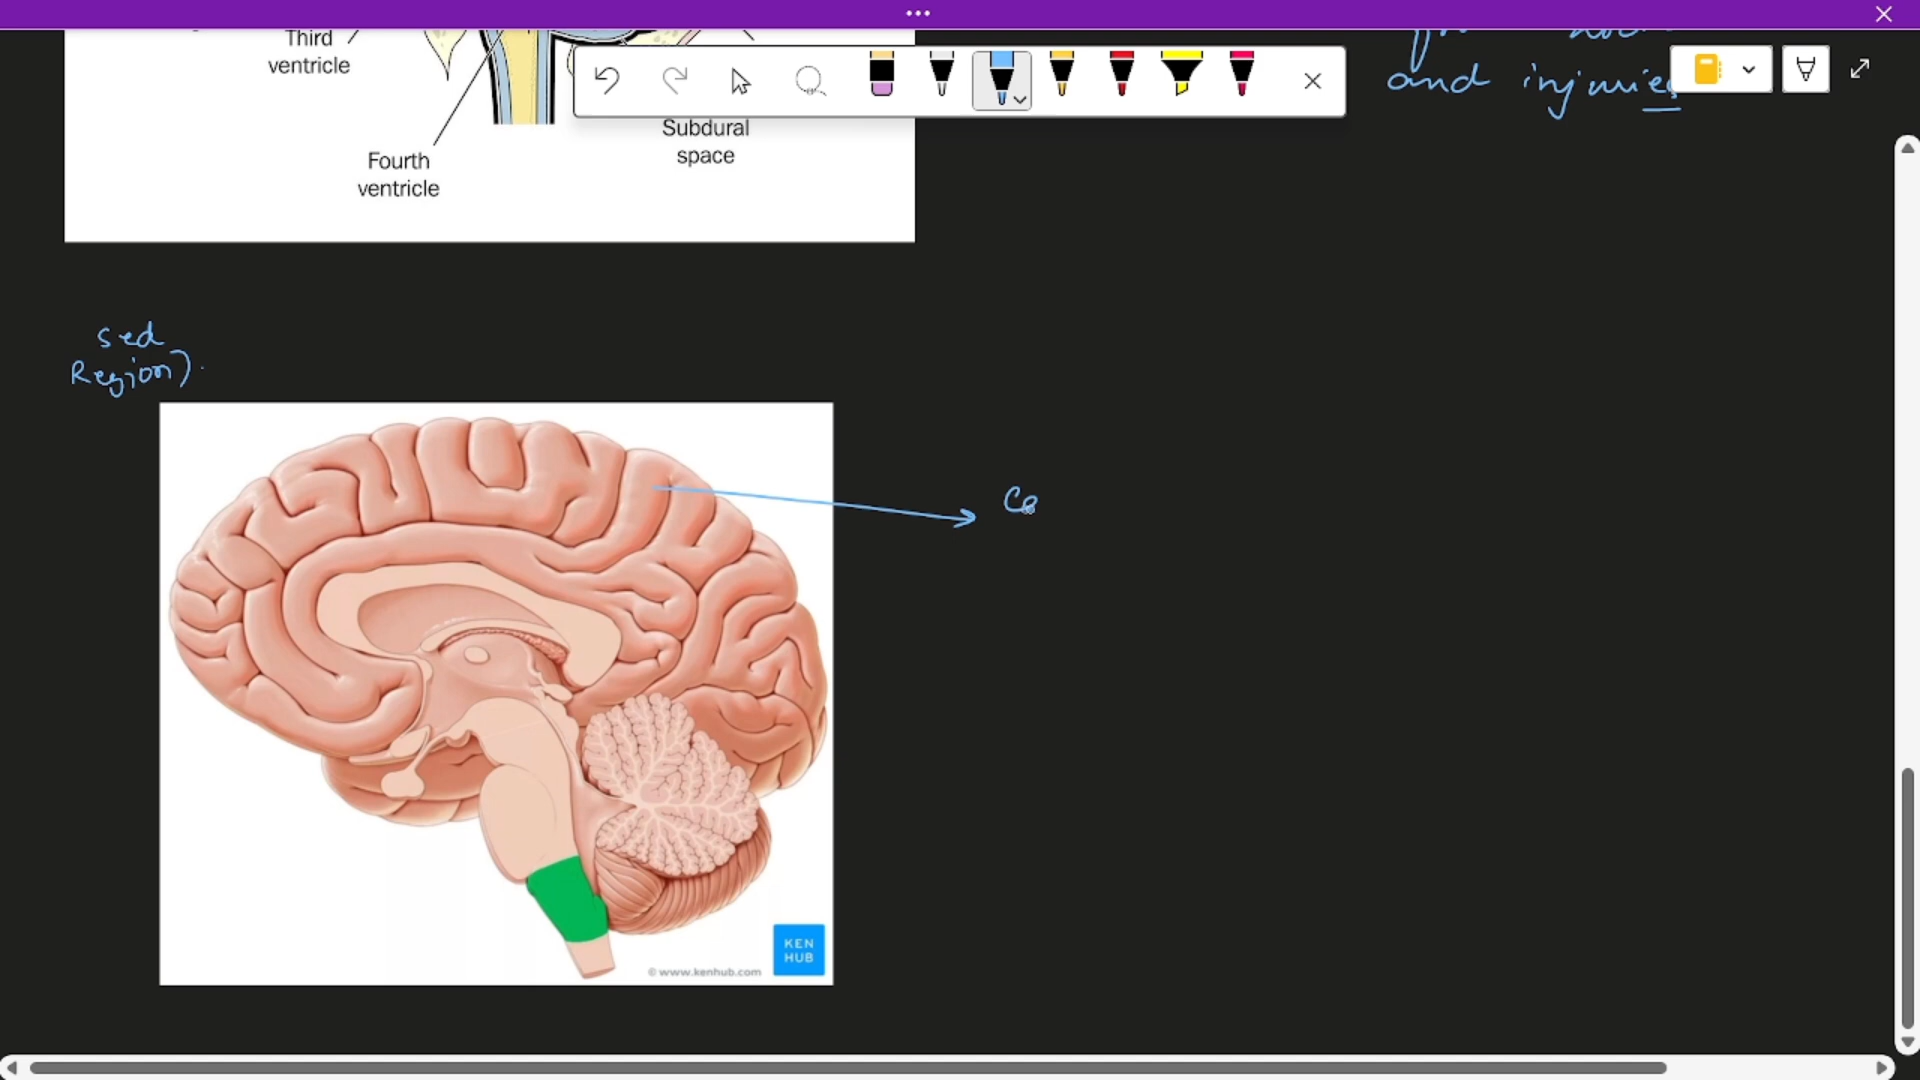 Third
ventricle
and injuries
Subdural
space
Fourth
ventricle
sed
Region).
Ce
KEN
HUB
© www.kenhub.com